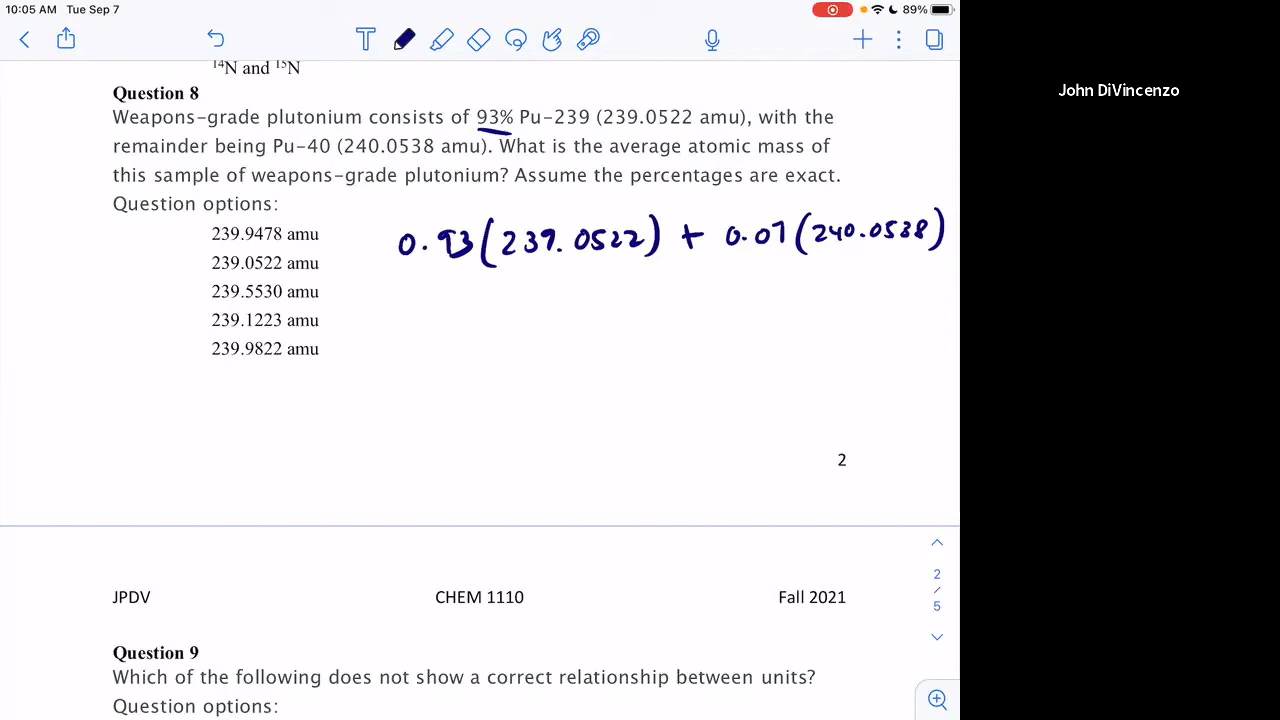 10:05 AM Tue Sep 7
89%
John DiVincenzo
¹⁴N and ¹⁵N
Question 8
Weapons-grade plutonium consists of 93% Pu-239 (239.0522 amu), with the
remainder being Pu-40 (240.0538 amu). What is the average atomic mass of
this sample of weapons-grade plutonium? Assume the percentages are exact.
Question options:
239.9478 amu
0.93(239.0522) + 0.07(240.0538)
239.0522 amu
239.5530 amu
239.1223 amu
239.9822 amu
2
2
/
5
JPDV CHEM 1110 Fall 2021
Question 9
Which of the following does not show a correct relationship between units?
Question options: